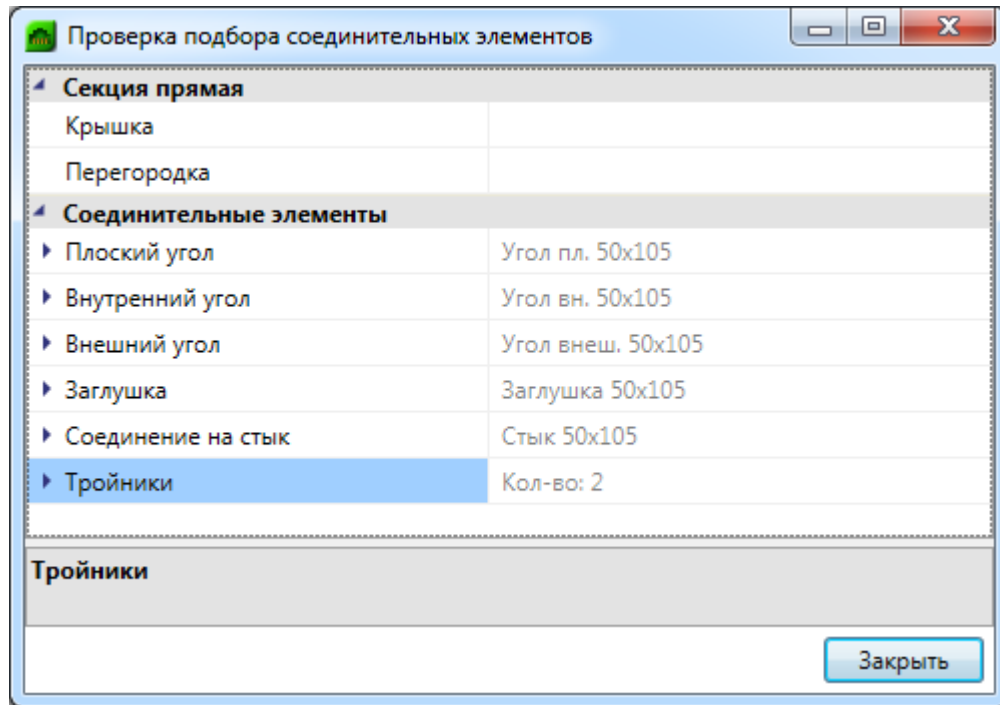 Проверка подбора соединительных элементов
Секция прямая
Крышка
Перегородка
Соединительные элементы
Плоский угол Угол пл. 50x105
Внутренний угол Угол вн. 50x105
Внешний угол Угол внеш. 50x105
Заглушка Заглушка 50x105
Соединение на стык Стык 50x105
Тройники Кол-во: 2
Тройники
Закрыть